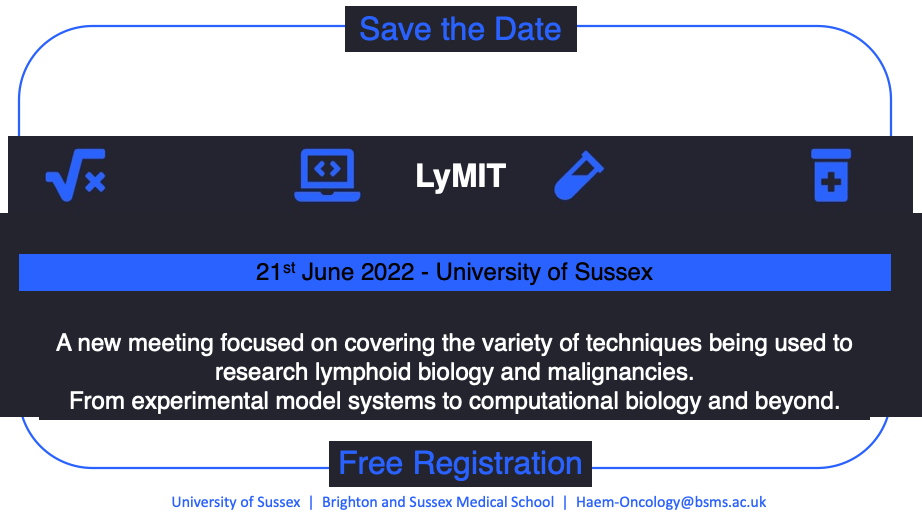 Save the Date
LyMIT
21st June 2022 - University of Sussex
A new meeting focused on covering the variety of techniques being used to
research lymphoid biology and malignancies.
From experimental model systems to computational biology and beyond.
Free Registration
University of Sussex | Brighton and Sussex Medical School | Haem-Oncology@bsms.ac.uk